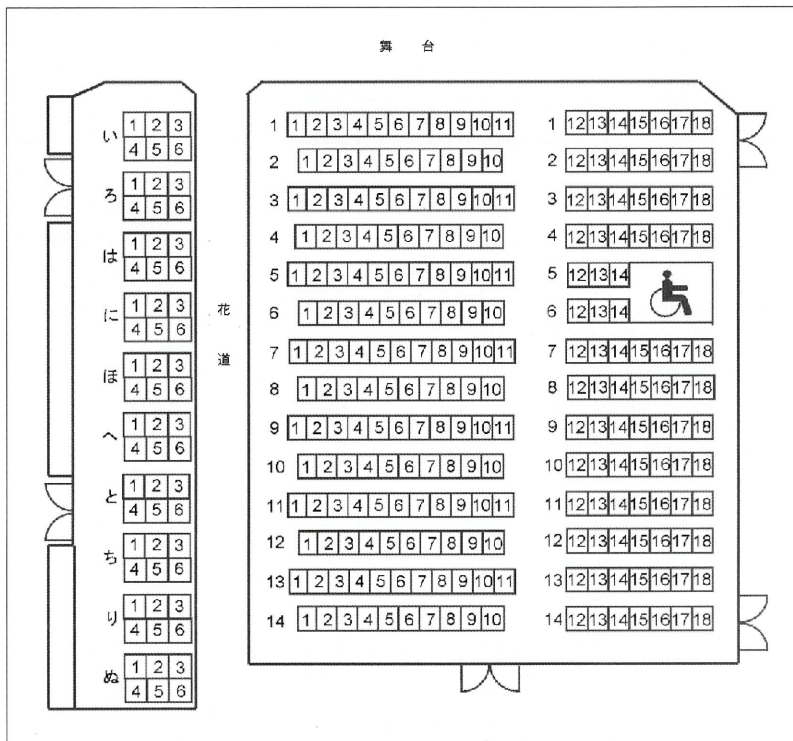 舞 台
い 1 2 3
4 5 6
ろ 1 2 3
4 5 6
は 1 2 3
4 5 6
に 1 2 3
4 5 6
ほ 1 2 3
4 5 6
へ 1 2 3
4 5 6
と 1 2 3
4 5 6
ち 1 2 3
4 5 6
り 1 2 3
4 5 6
ぬ 1 2 3
4 5 6
花
道
1 1 2 3 4 5 6 7 8 9 10 11 1 12 13 14 15 16 17 18
2 1 2 3 4 5 6 7 8 9 10 2 12 13 14 15 16 17 18
3 1 2 3 4 5 6 7 8 9 10 11 3 12 13 14 15 16 17 18
4 1 2 3 4 5 6 7 8 9 10 4 12 13 14 15 16 17 18
5 1 2 3 4 5 6 7 8 9 10 11 5 12 13 14
6 1 2 3 4 5 6 7 8 9 10 6 12 13 14
7 1 2 3 4 5 6 7 8 9 10 11 7 12 13 14 15 16 17 18
8 1 2 3 4 5 6 7 8 9 10 8 12 13 14 15 16 17 18
9 1 2 3 4 5 6 7 8 9 10 11 9 12 13 14 15 16 17 18
10 1 2 3 4 5 6 7 8 9 10 10 12 13 14 15 16 17 18
11 1 2 3 4 5 6 7 8 9 10 11 11 12 13 14 15 16 17 18
12 1 2 3 4 5 6 7 8 9 10 12 12 13 14 15 16 17 18
13 1 2 3 4 5 6 7 8 9 10 11 13 12 13 14 15 16 17 18
14 1 2 3 4 5 6 7 8 9 10 14 12 13 14 15 16 17 18